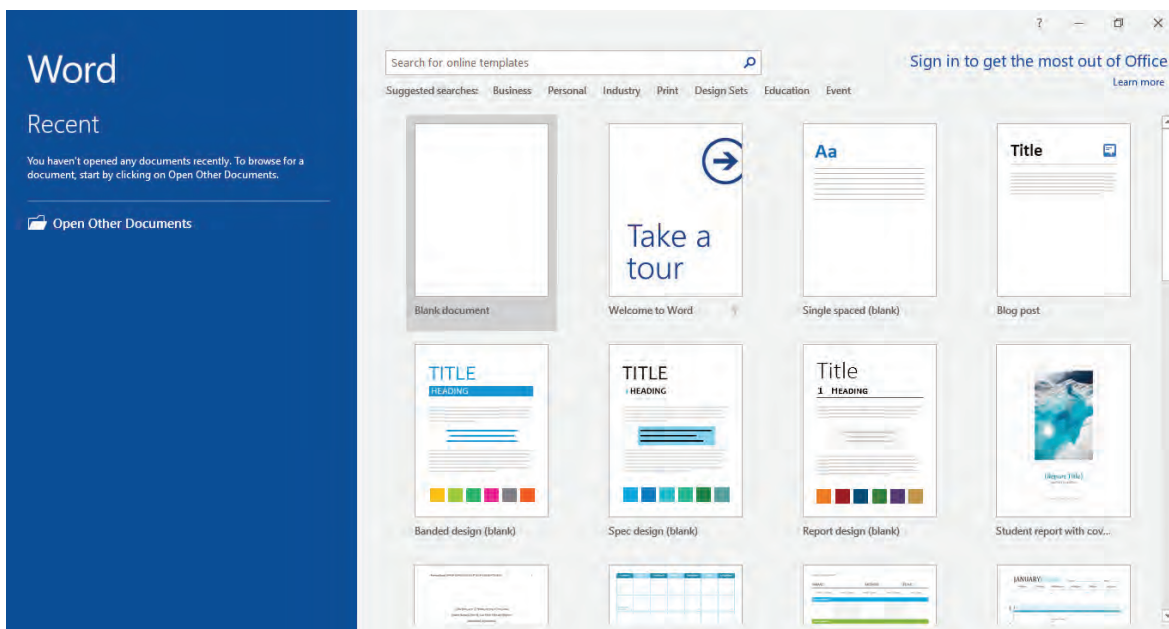 Word
Recent
You haven't opened any documents recently. To browse for a
document, start by clicking on Open Other Documents.
Open Other Documents
?
Search for online templates
Sign in to get the most out of Office
Learn more
Suggested searches: Business Personal Industry Print Design Sets Education Event
Take a
tour
Aa
Title
Blank document
Welcome to Word
Single spaced (blank)
Blog post
TITLE
HEADING
TITLE
HEADING
Title
1 HEADING
[Report Title]
Banded design (blank)
Spec design (blank)
Report design (blank)
Student report with cov...
JANUARY